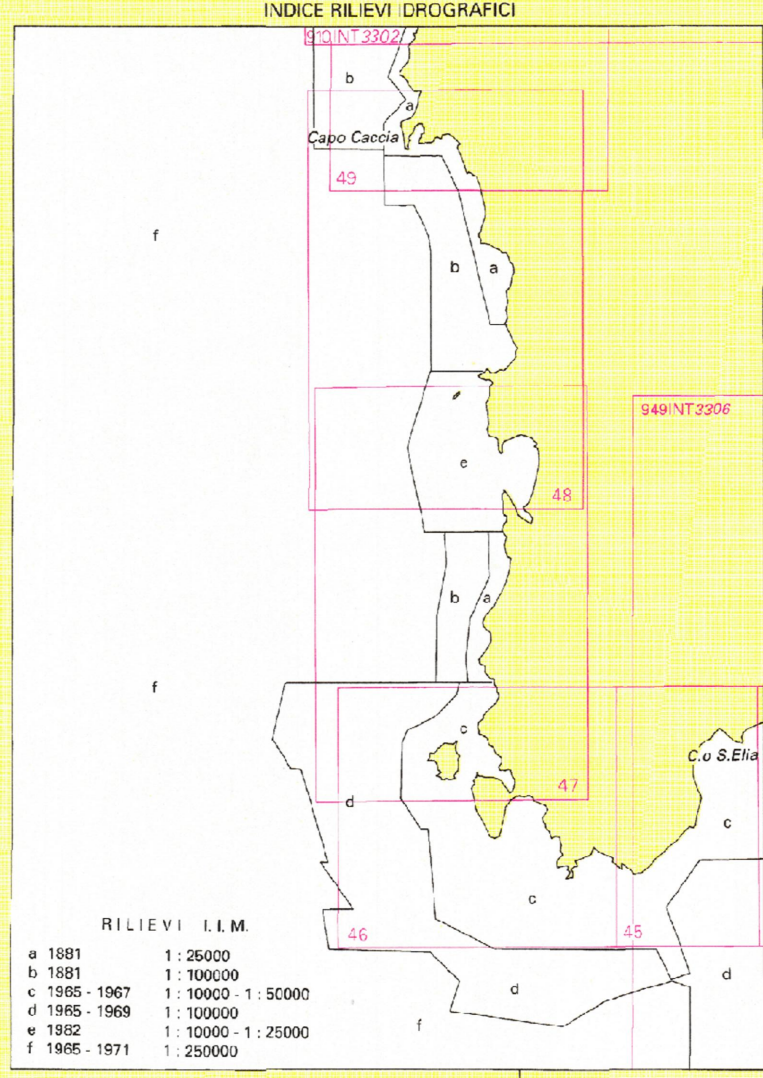 INDICE RILIEVI IDROGRAFICI
910 INT 3302
b
a
Capo Caccia
49
f
b
a
949 INT 3306
e
48
b
a
f
c
C.o S.Elia
47
d
c
c
46
45
RILIEVI I.I.M.
a 1881 1 : 25000
b 1881 1 : 100000
c 1965 - 1967 1 : 10000 - 1 : 50000
d 1965 - 1969 1 : 100000
e 1982 1 : 10000 - 1 : 25000
f 1965 - 1971 1 : 250000
d
d
f